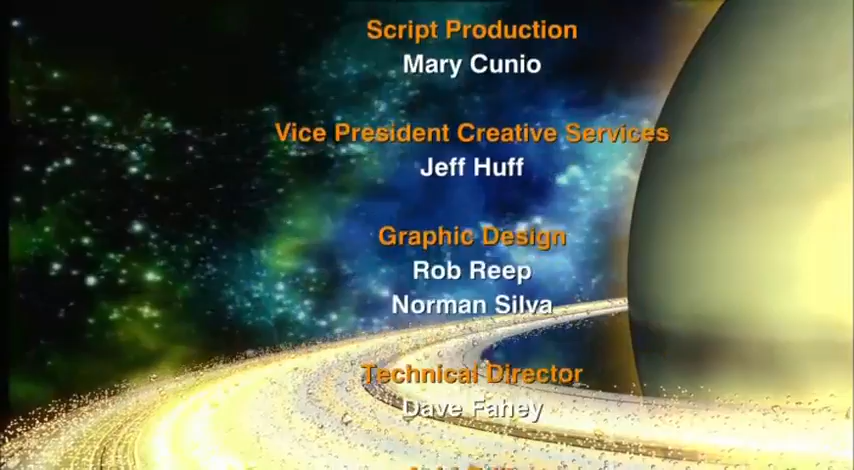 Script Production
Mary Cunio
Vice President Creative Services
Jeff Huff
Graphic Design
Rob Reep
Norman Silva
Technical Director
Dave Fahey